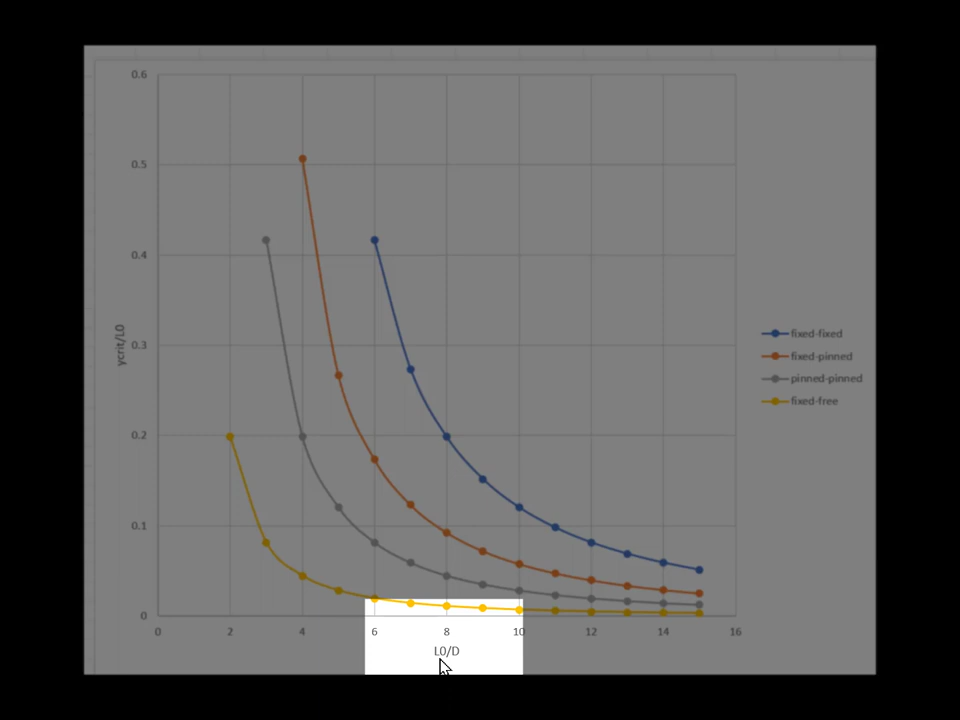 0.6
0.5
0.4
0.3
0.2
0.1
0
ycrit/L0
0 2 4 6 8 10 12 14 16
L0/D
fixed-fixed
fixed-pinned
pinned-pinned
fixed-free